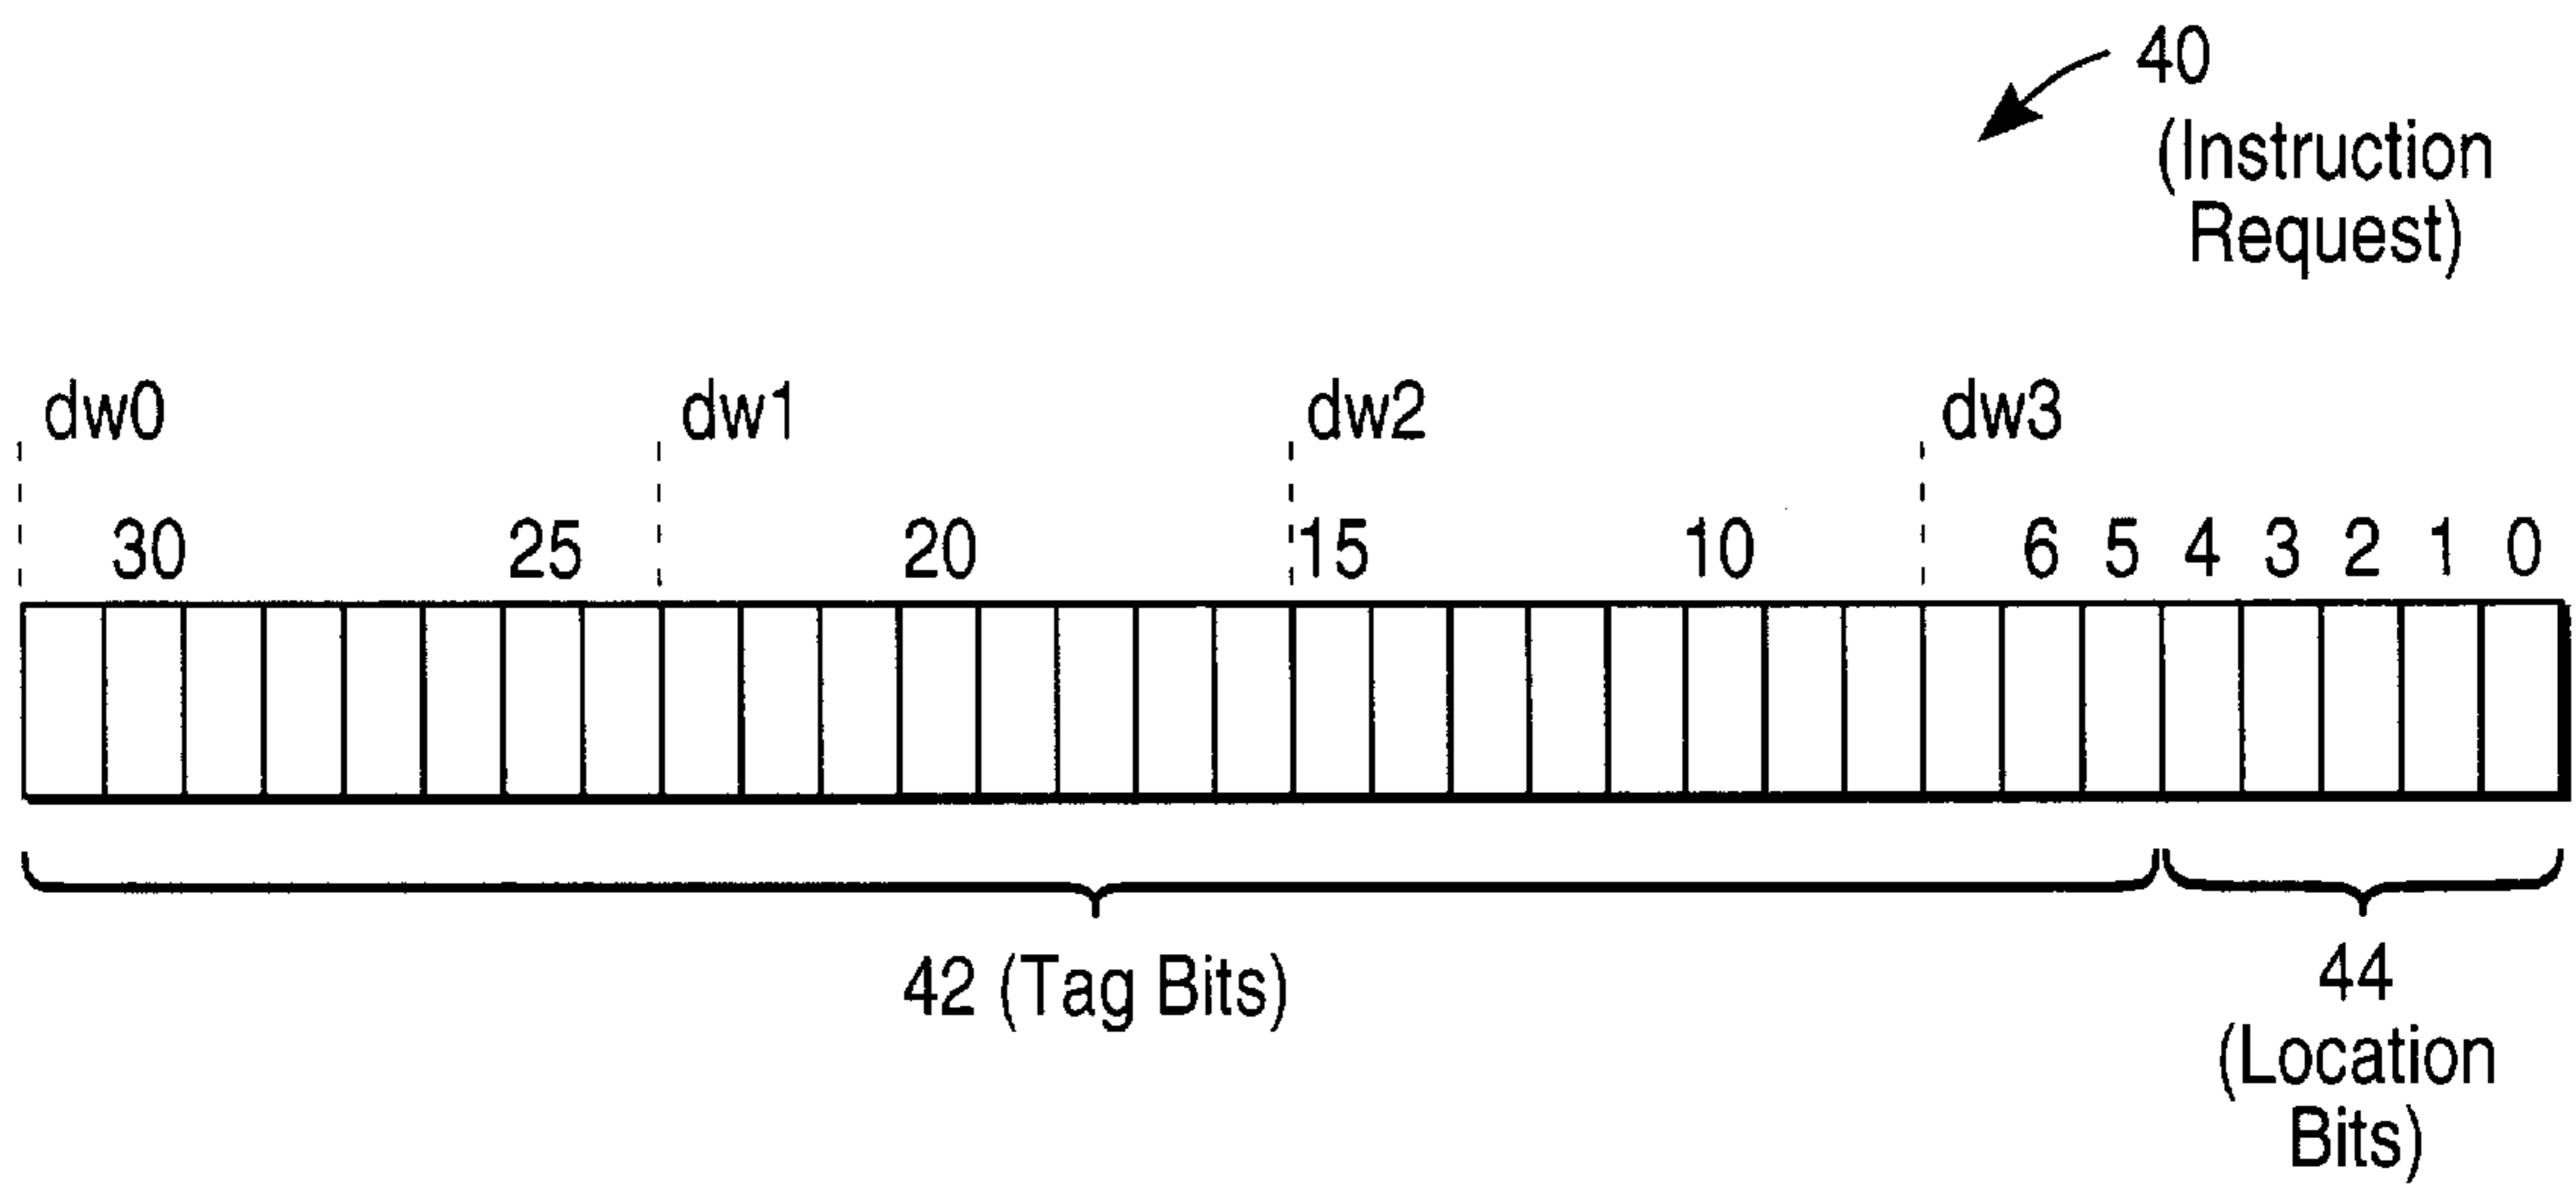 40
(Instruction
Request)
dw0 dw1 dw2 dw3
30 25 20 15 10 6 5 4 3 2 1 0
42 (Tag Bits)
44
(Location
Bits)